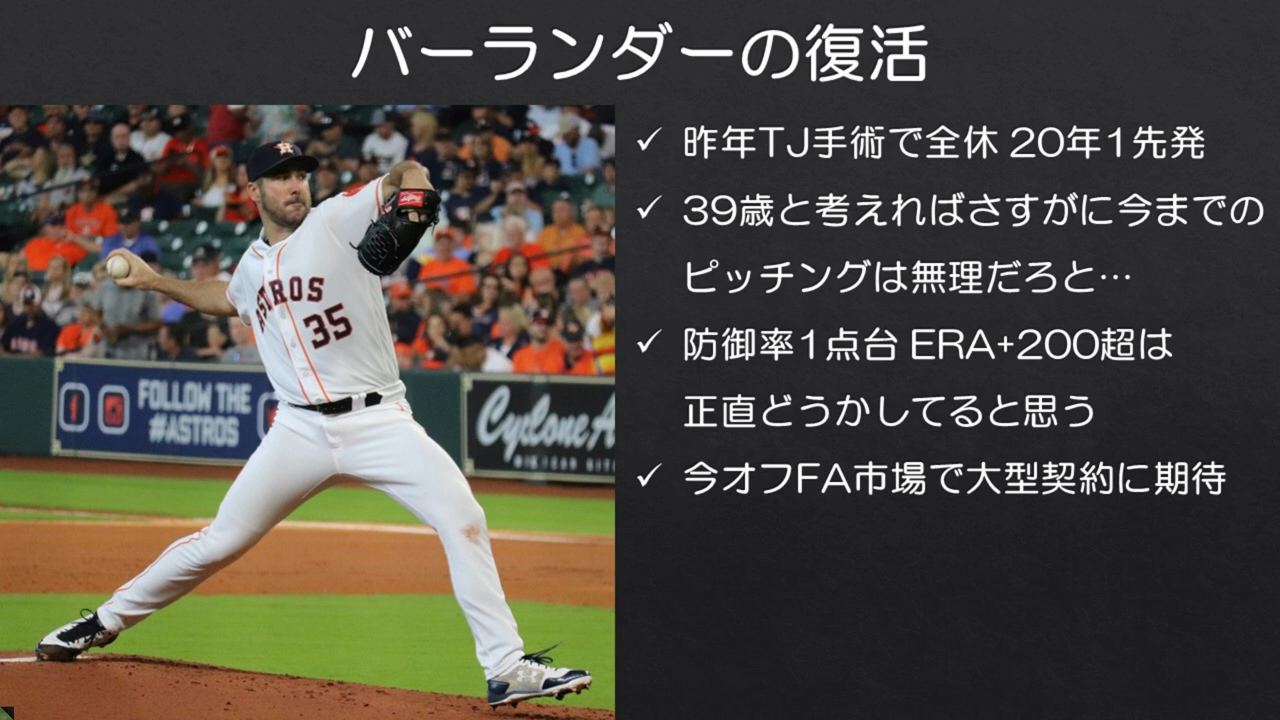 バーランダーの復活
✓ 昨年TJ手術で全休 20年1先発
✓ 39歳と考えればさすがに今までの
ピッチングは無理だろと…
✓ 防御率1点台 ERA+200超は
正直どうかしてると思う
✓ 今オフFA市場で大型契約に期待
ASTROS
35
FOLLOW THE
#ASTROS
Cyclone A